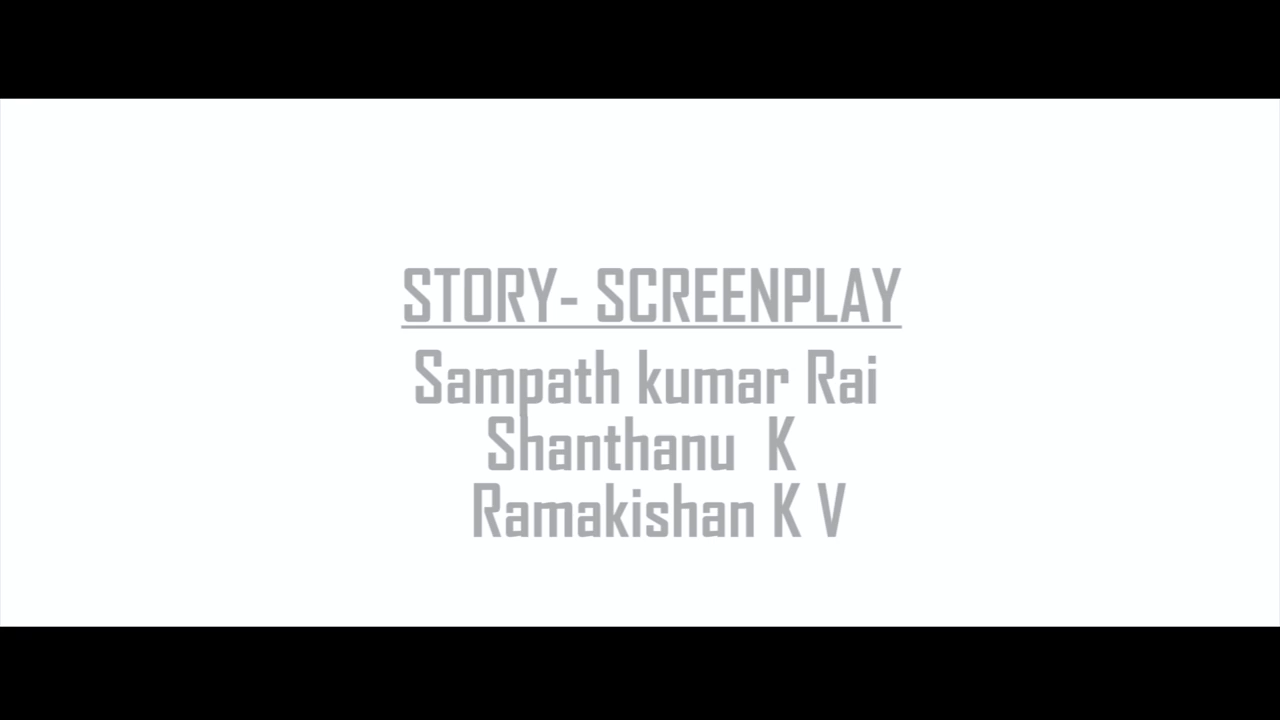 STORY- SCREENPLAY
Sampath kumar Rai
Shanthanu  K
Ramakishan K V